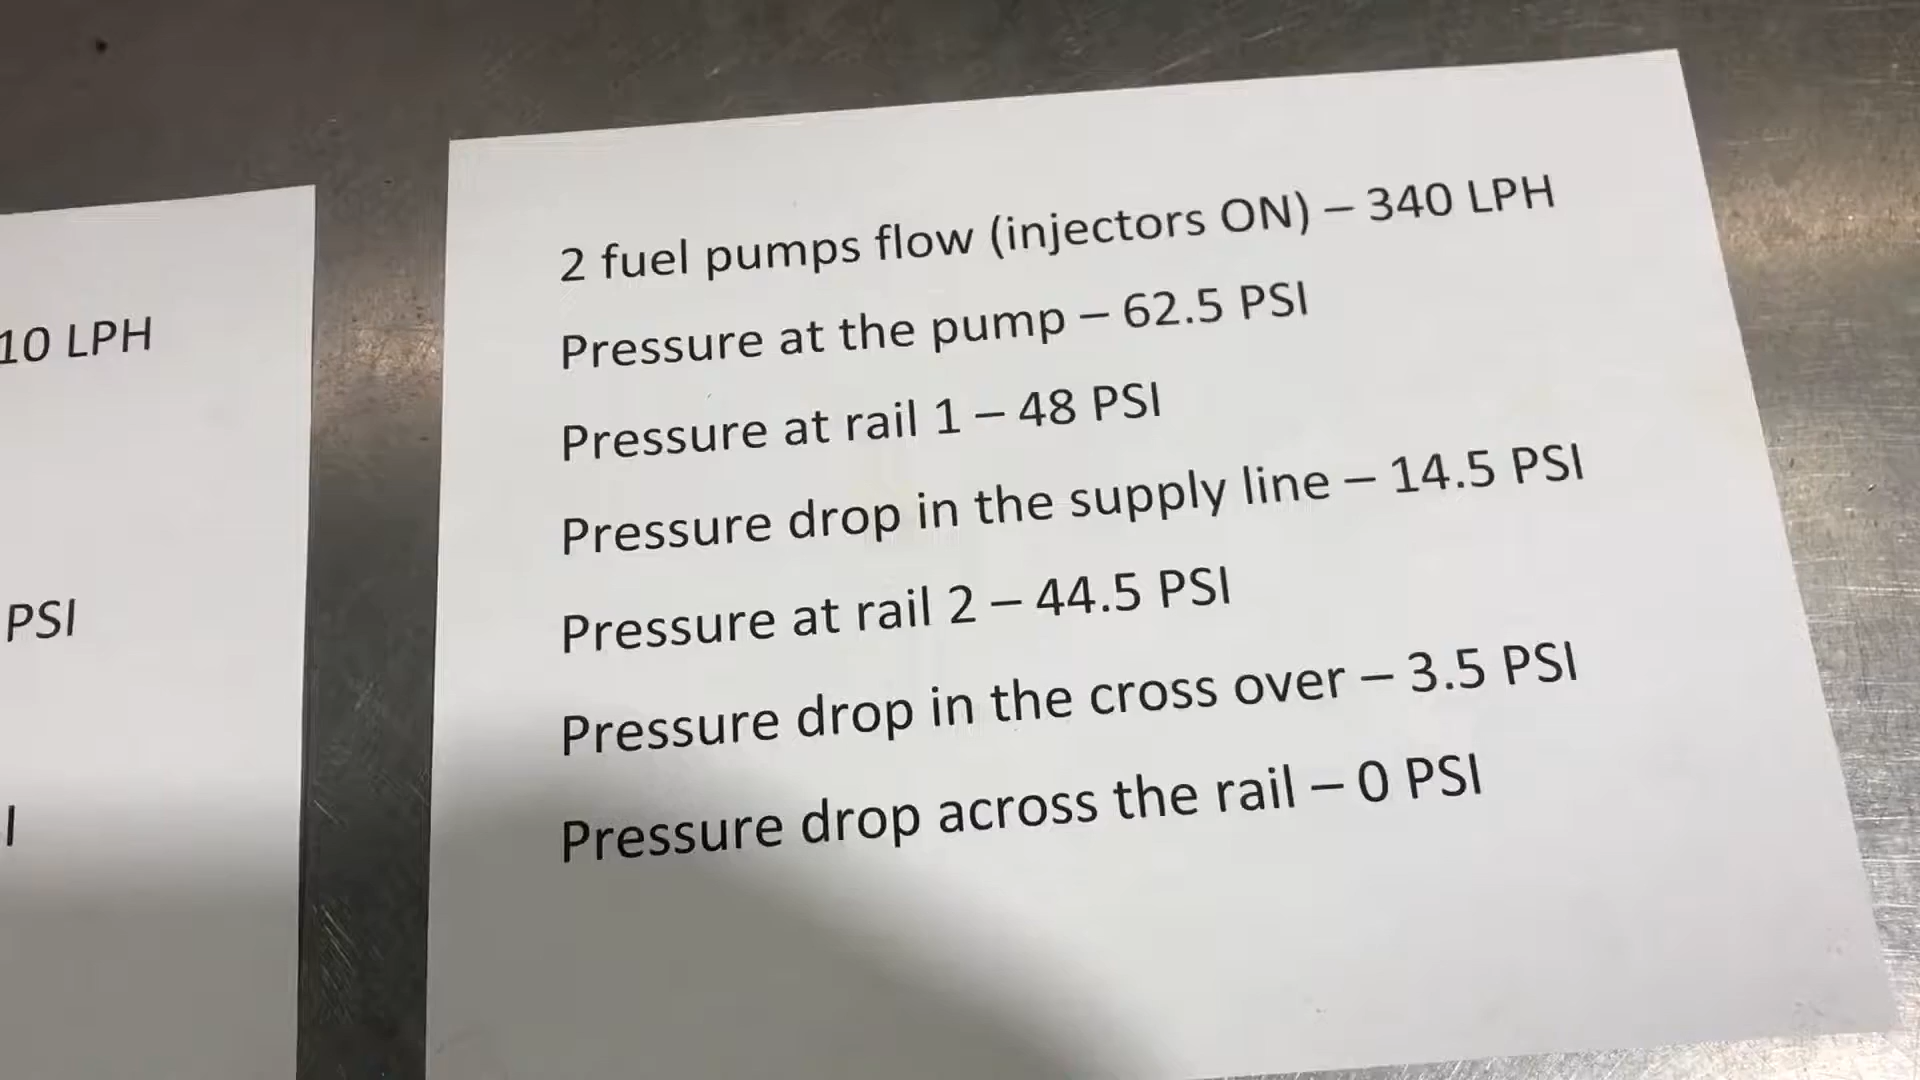 10 LPH
PSI
I
2 fuel pumps flow (injectors ON) – 340 LPH
Pressure at the pump – 62.5 PSI
Pressure at rail 1 – 48 PSI
Pressure drop in the supply line – 14.5 PSI
Pressure at rail 2 – 44.5 PSI
Pressure drop in the cross over – 3.5 PSI
Pressure drop across the rail – 0 PSI